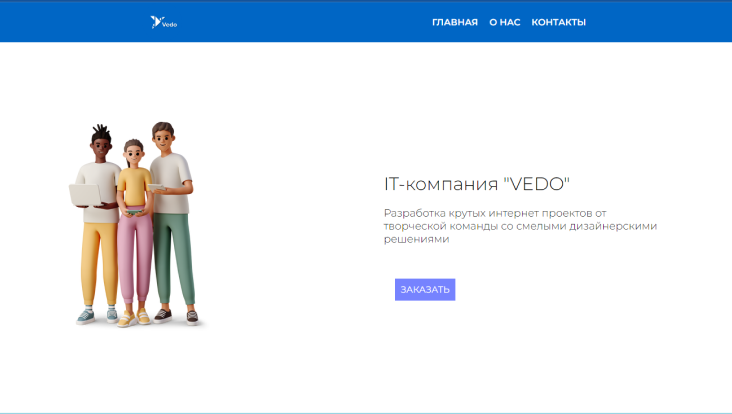 Vedo
ГЛАВНАЯ О НАС КОНТАКТЫ
IT-компания "VEDO"
Разработка крутых интернет проектов от
творческой команды со смелыми дизайнерскими
решениями
ЗАКАЗАТЬ